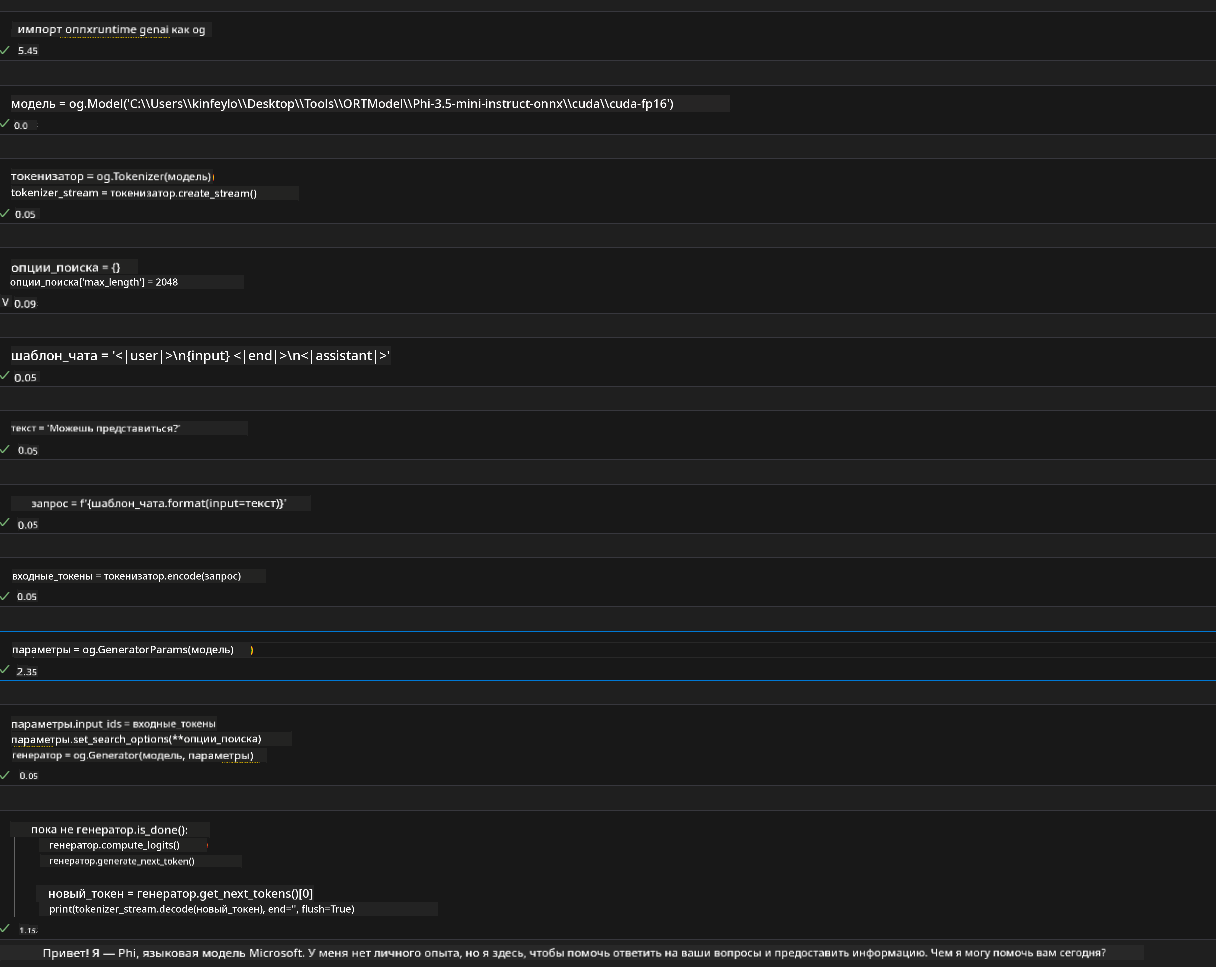 импорт onnxruntime genai как og
5.45
модель = og.Model('C:\\Users\\kinfeylo\\Desktop\\Tools\\ORTModel\\Phi-3.5-mini-instruct-onnx\\cuda\\cuda-fp16')
0.0
токенизатор = og.Tokenizer(модель)
tokenizer_stream = токенизатор.create_stream()
0.05
опции_поиска = {}
опции_поиска['max_length'] = 2048
V 0.09
шаблон_чата = '<|user|>\n{input} <|end|>\n<|assistant|>'
0.05
текст = 'Можешь представиться?'
0.05
запрос = f'{шаблон_чата.format(input=текст)}'
0.05
входные_токены = токенизатор.encode(запрос)
0.05
параметры = og.GeneratorParams(модель) )
2.35
параметры.input_ids = входные_токены
параметры.set_search_options(**опции_поиска)
генератор = og.Generator(модель, параметры)
0.05
пока не генератор.is_done():
генератор.compute_logits()
генератор.generate_next_token()
новый_токен = генератор.get_next_tokens()[0]
print(tokenizer_stream.decode(новый_токен), end='', flush=True)
1.1s.
Привет! Я — Phi, языковая модель Microsoft. У меня нет личного опыта, но я здесь, чтобы помочь ответить на ваши вопросы и предоставить информацию. Чем я могу помочь вам сегодня?